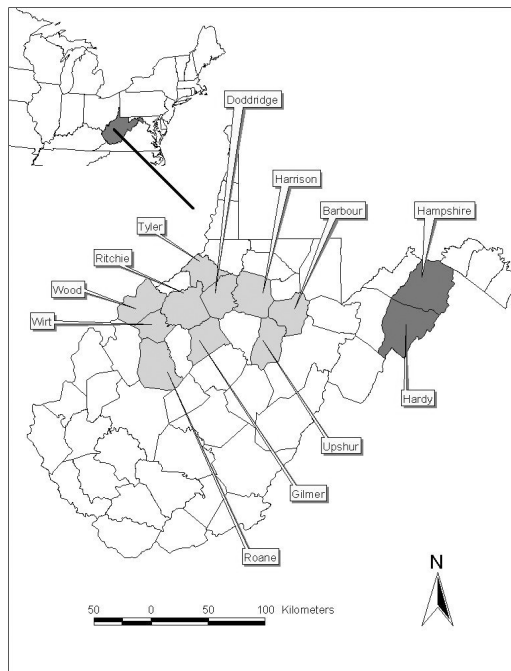 Doddridge
Harrison
Barbour
Hampshire
Tyler
Ritchie
Wood
Wirt
Hardy
Upshur
Gilmer
Roane
N
50 0 50 100 Kilometers